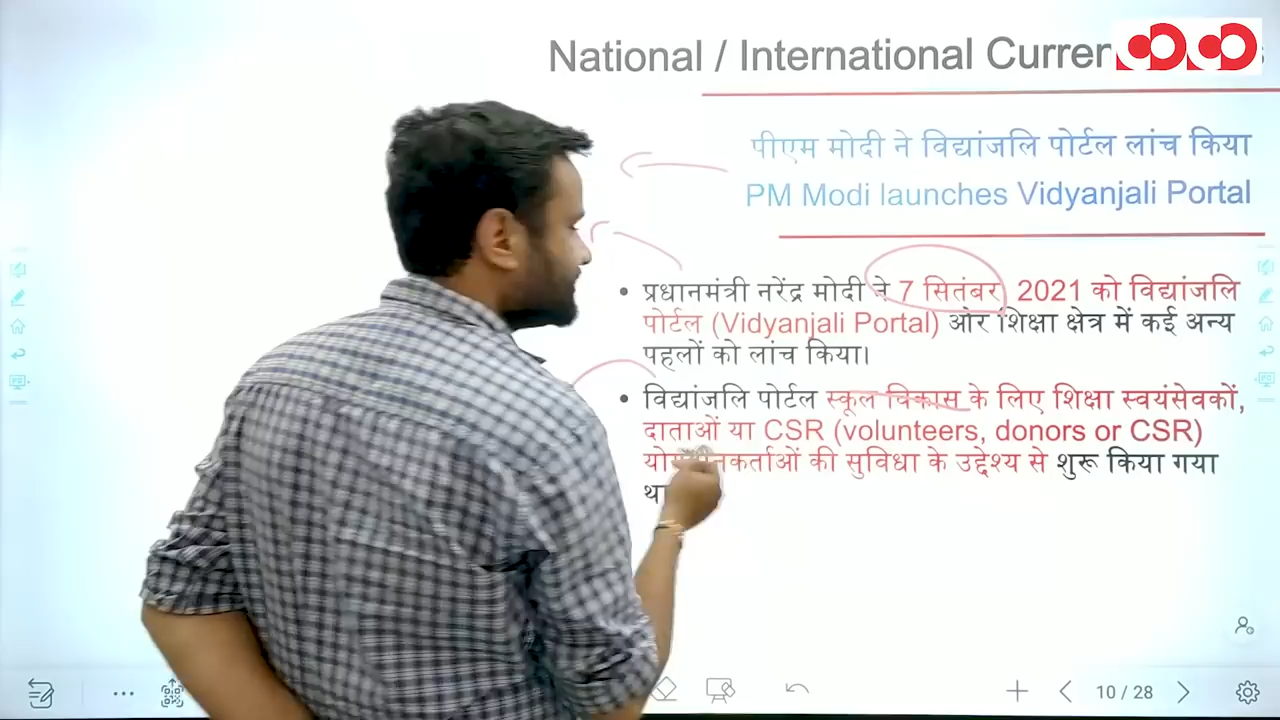 National / International Curren
पीएम मोदी ने विद्यांजलि पोर्टल लांच किया
PM Modi launches Vidyanjali Portal
• प्रधानमंत्री नरेंद्र मोदी ने 7 सितंबर, 2021 को विद्यांजलि
पोर्टल (Vidyanjali Portal) ओर शिक्षा क्षेत्र में कई अन्य
पहलों को लांच किया।
• विद्यांजलि पोर्टल स्कूल विकास के लिए शिक्षा स्वयंसेवकों,
दाताओं या CSR (volunteers, donors or CSR)
की सुविधा के उद्देश्य से शुरू किया गया
10 / 28